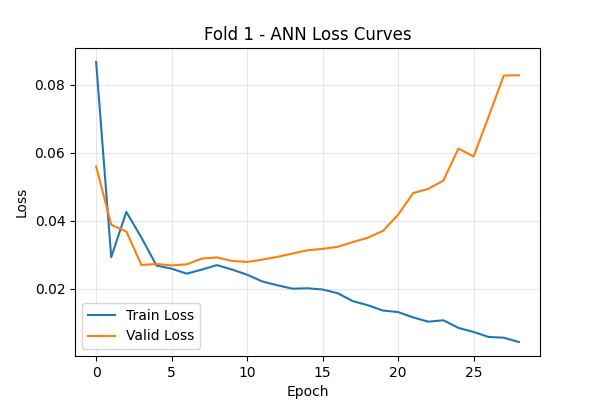 Fold 1 - ANN Loss Curves
0.08
0.06
0.04
0.02
Loss
Train Loss
Valid Loss
0 5 10 15 20 25
Epoch